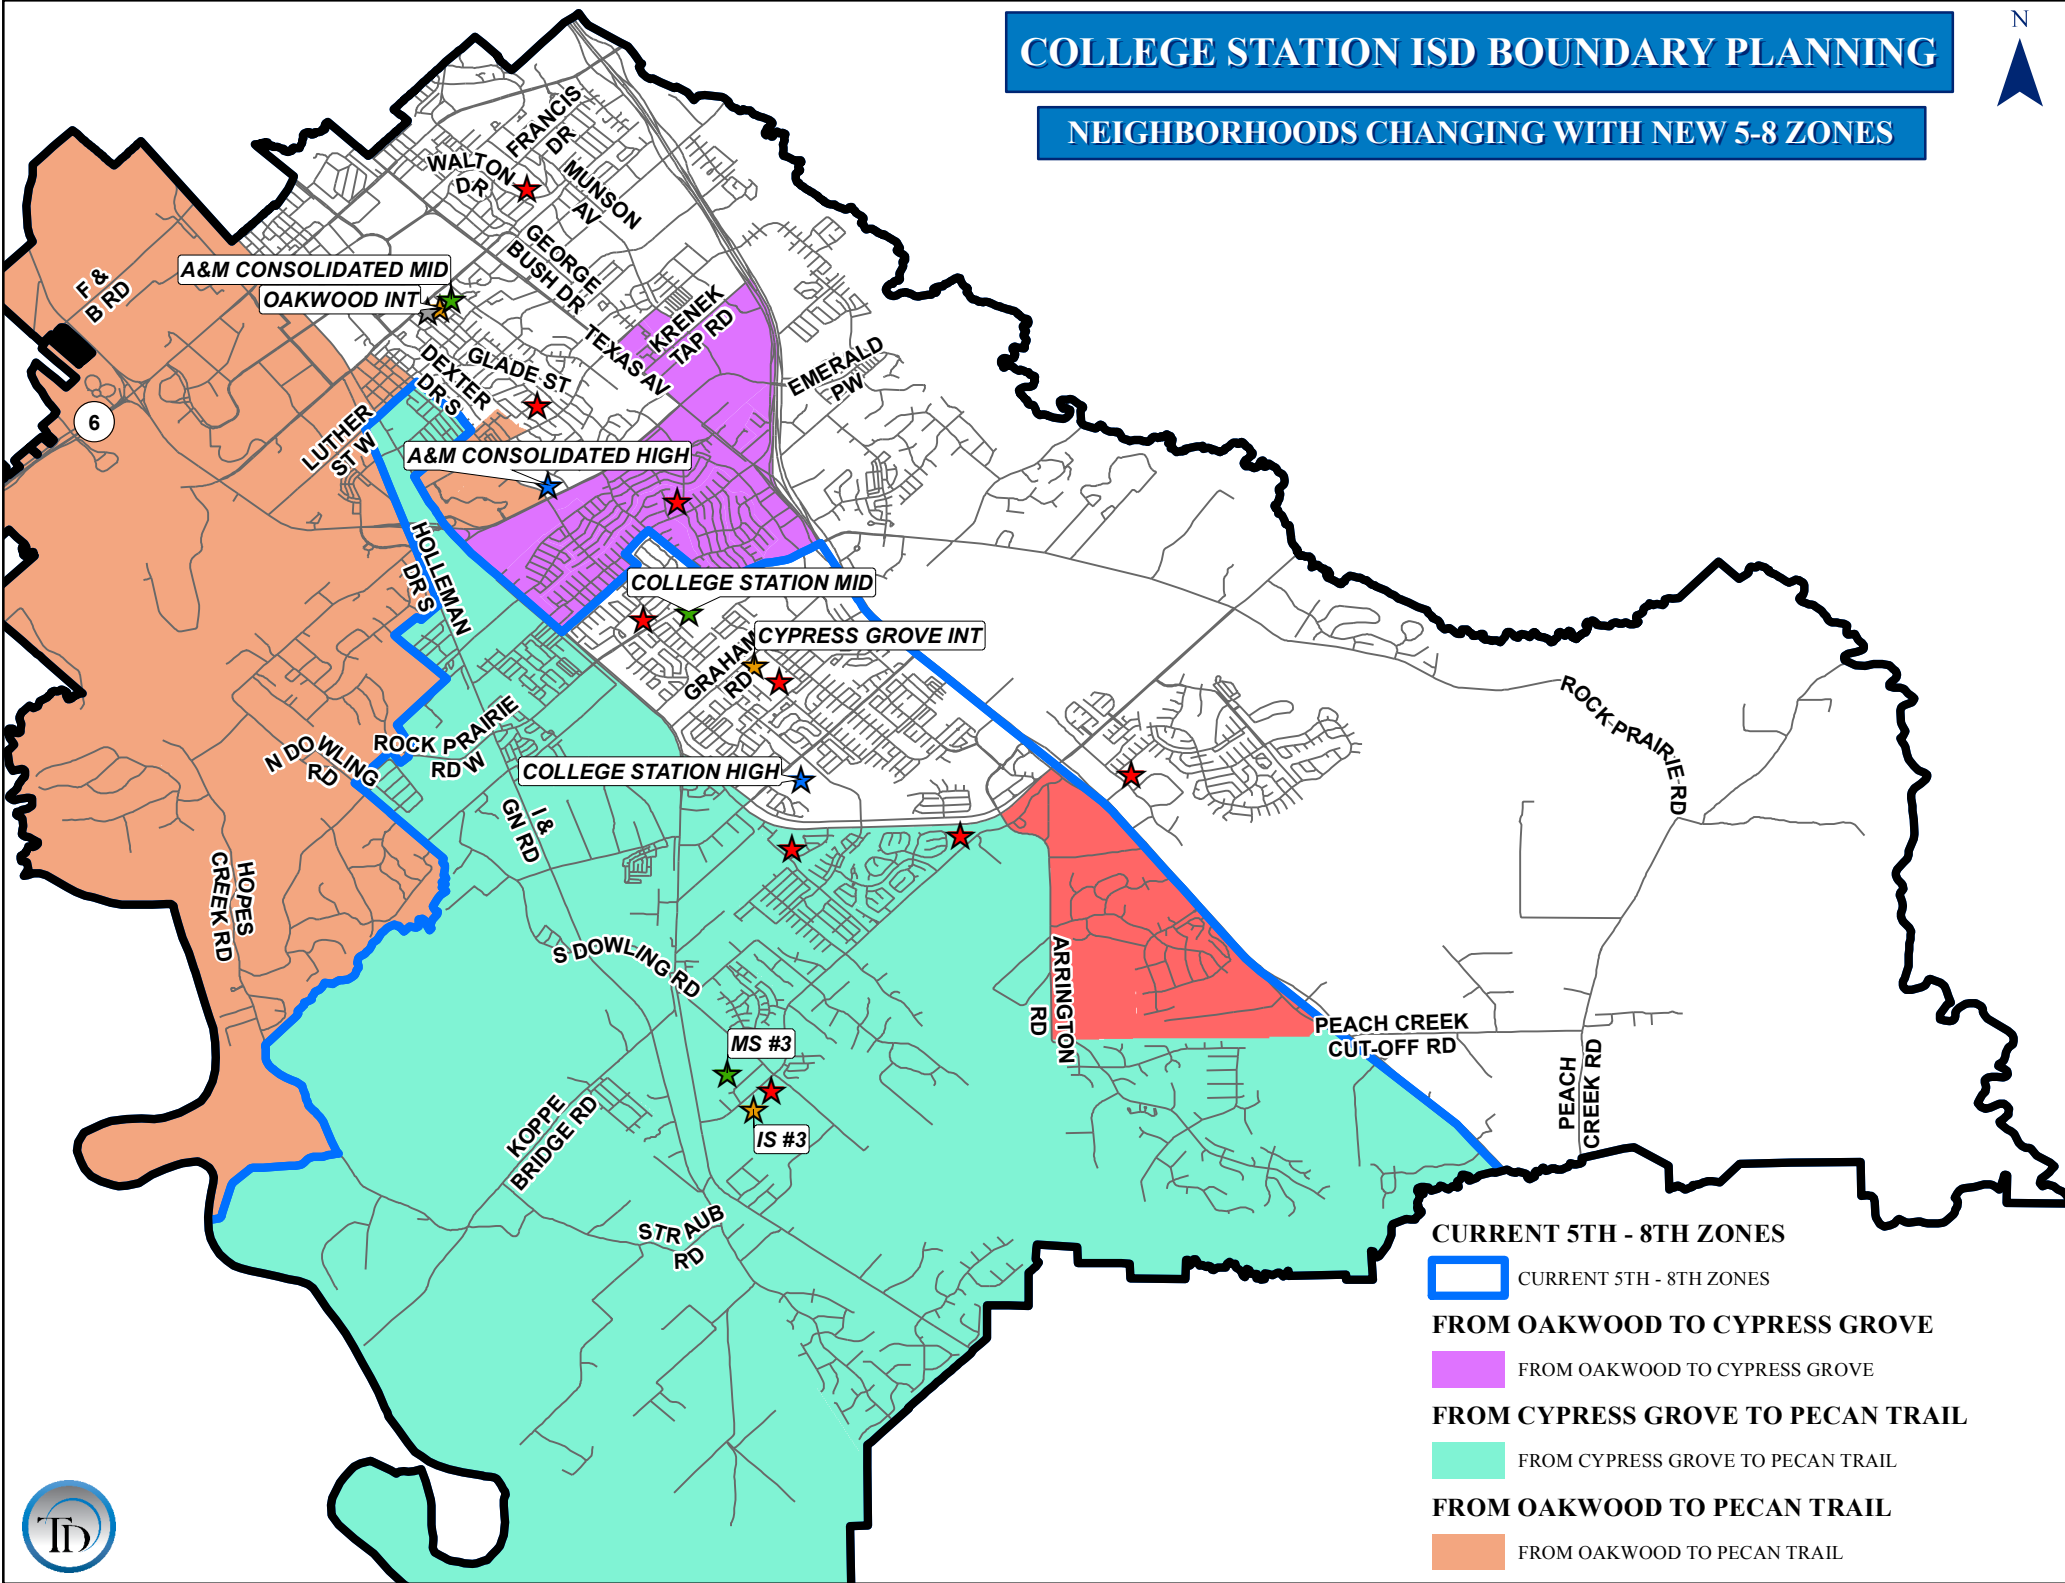 COLLEGE STATION ISD BOUNDARY PLANNING
N
NEIGHBORHOODS CHANGING WITH NEW 5-8 ZONES
FRANCIS
DR
WALTON
DR
MUNSON
AV
GEORGE
BUSH DR
A&M CONSOLIDATED MID
OAKWOOD INT
F &
B RD
KRENEK
TAP RD
TEXAS AV
EMERALD
PW
GLADE ST
DEXTER
DR S
6
LUTHER
ST W
A&M CONSOLIDATED HIGH
HOLLEMAN
DR S
COLLEGE STATION MID
CYPRESS GROVE INT
GRAHAM
RD
ROCK PRAIRIE RD
ROCK PRAIRIE
RD W
N DOWLING
RD
COLLEGE STATION HIGH
I &
GN RD
HOPES
CREEK RD
S DOWLING RD
ARRINGTON
RD
PEACH CREEK
CUT-OFF RD
MS #3
PEACH
CREEK RD
KOPPE
BRIDGE RD
IS #3
STRAUB
RD
CURRENT 5TH - 8TH ZONES
CURRENT 5TH - 8TH ZONES
FROM OAKWOOD TO CYPRESS GROVE
FROM OAKWOOD TO CYPRESS GROVE
FROM CYPRESS GROVE TO PECAN TRAIL
FROM CYPRESS GROVE TO PECAN TRAIL
FROM OAKWOOD TO PECAN TRAIL
FROM OAKWOOD TO PECAN TRAIL
TD